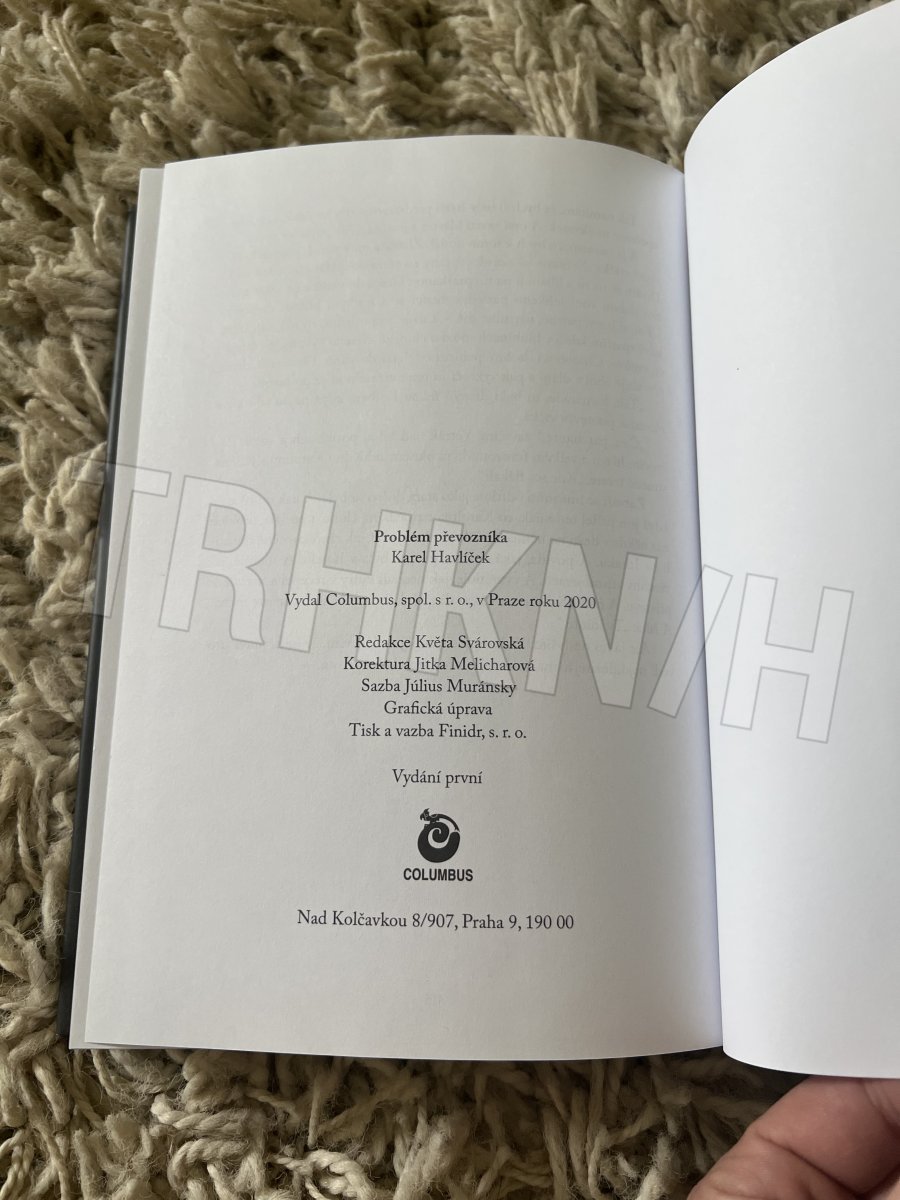 Problém převozníka
Karel Havlíček
Vydal Columbus, spol. s r. o., v Praze roku 2020
Redakce Květa Svárovská
Korektura Jitka Melicharová
Sazba Július Muránsky
Grafická úprava
Tisk a vazba Finidr, s. r. o.
Vydání první
COLUMBUS
Nad Kolčavkou 8/907, Praha 9, 190 00
TRHKNIH